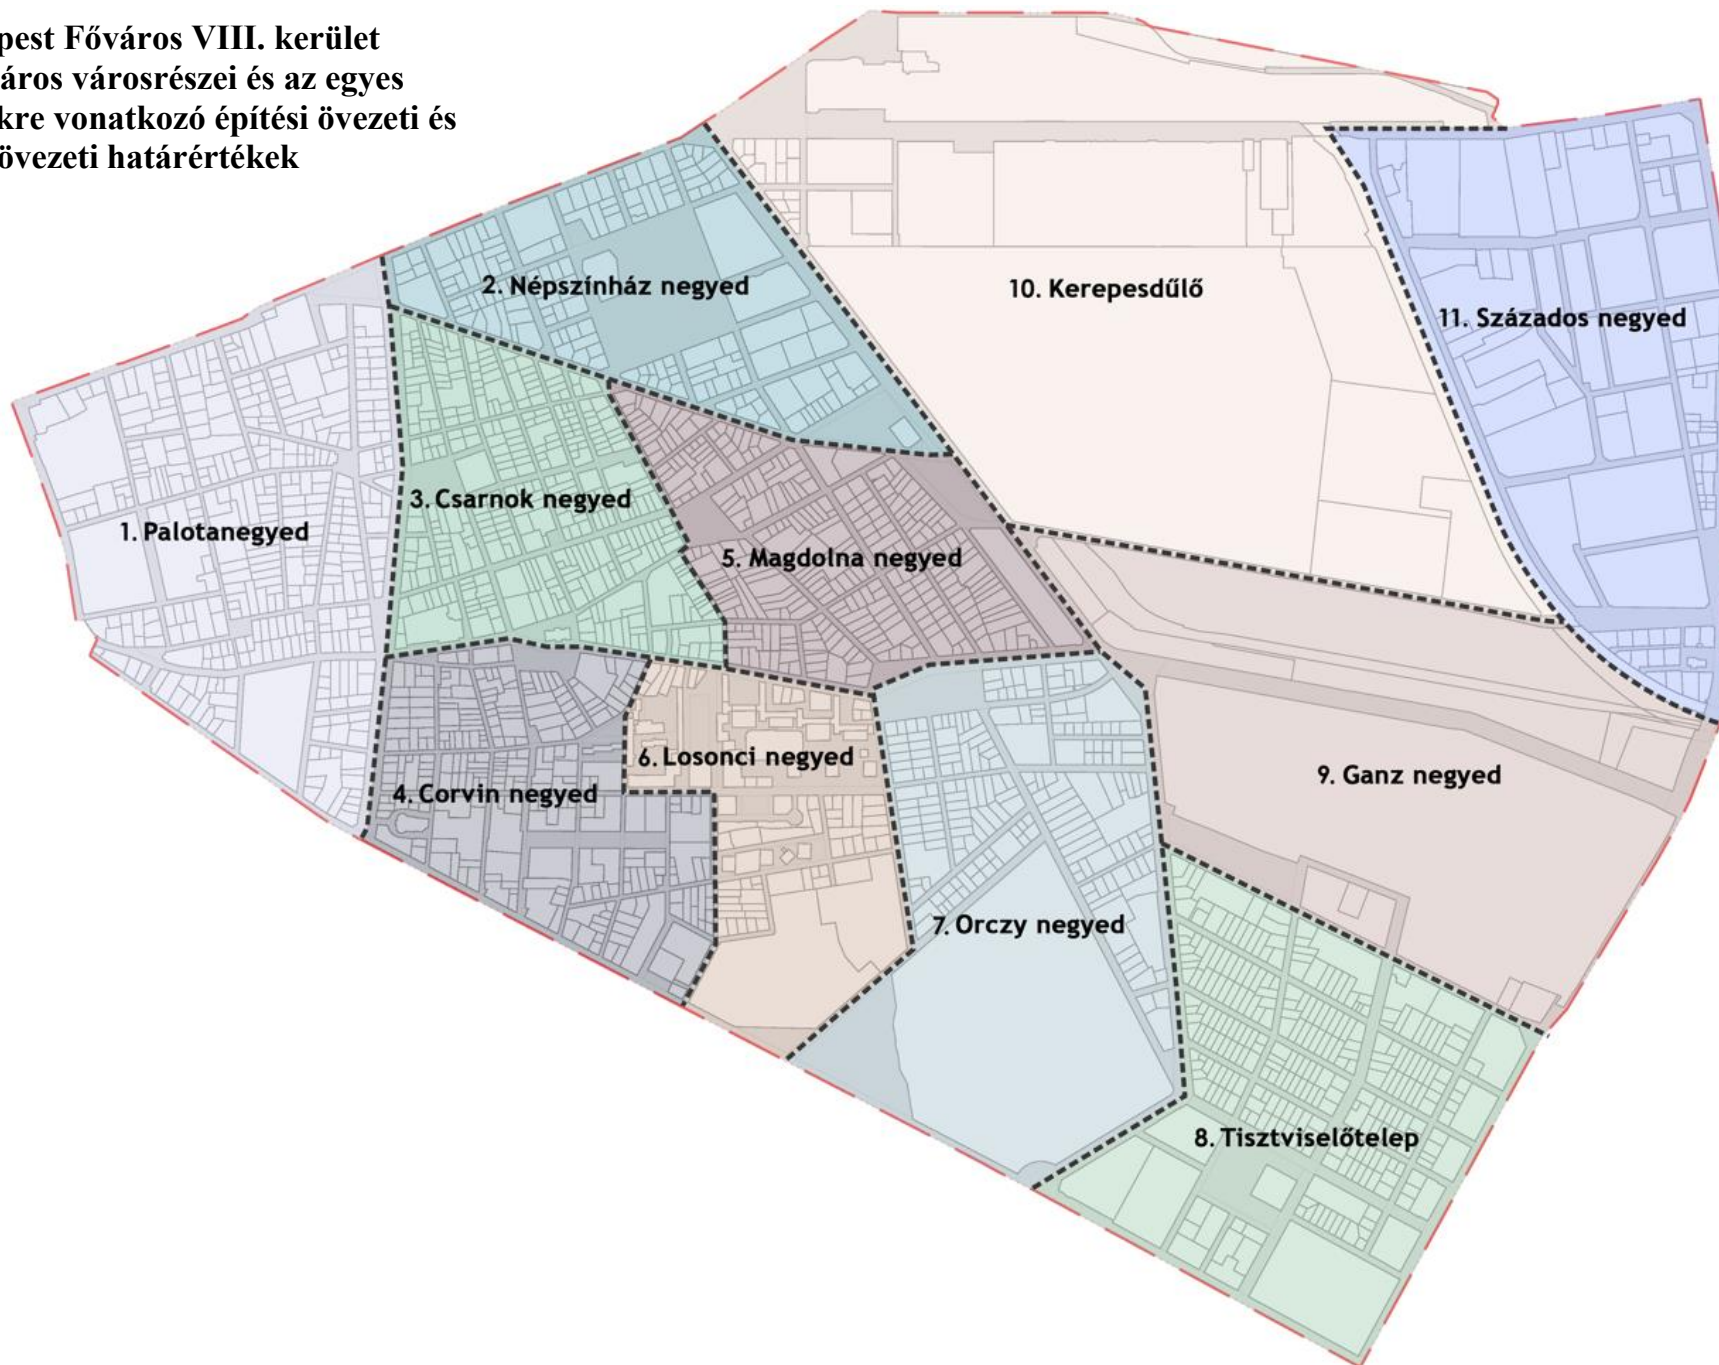 pest Főváros VIII. kerület
áros városrészei és az egyes
kre vonatkozó építési övezeti és
övezeti határértékek
2. Népszínház negyed
10. Kerepesdűlő
11. Százados negyed
3. Csarnok negyed
1. Palotanegyed
5. Magdolna negyed
6. Losonci negyed
9. Ganz negyed
4. Corvin negyed
7. Orczy negyed
8. Tisztviselőtelep